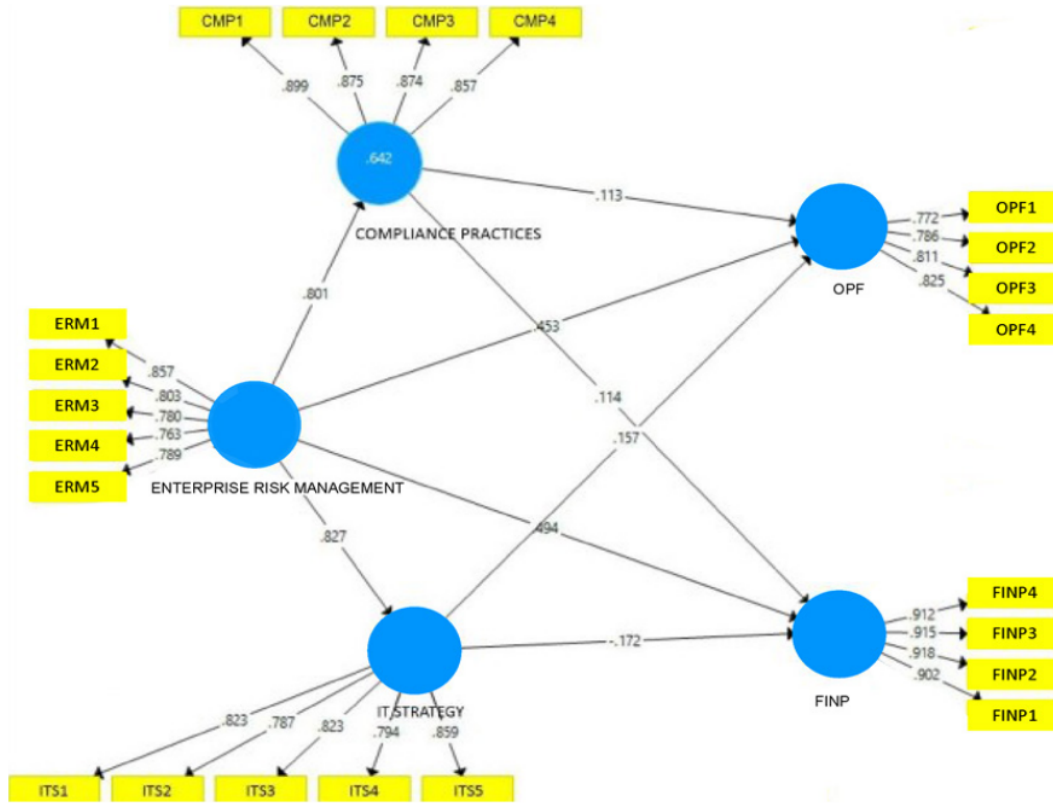 CMP1 CMP2 CMP3 CMP4
.899 .875 .874 .857
.642
COMPLIANCE PRACTICES
-.113
OPF
.772 OPF1
.786 OPF2
.811 OPF3
.825 OPF4
.801
.453
ERM1 .857
ERM2 .803
ERM3 .780
ERM4 .763
ERM5 .789
ENTERPRISE RISK MANAGEMENT
.114
.157
.827
.494
-.172
IT STRATEGY
FINP
.912 FINP4
.915 FINP3
.918 FINP2
.902 FINP1
.823 .787 .823 .794 .859
ITS1 ITS2 ITS3 ITS4 ITS5